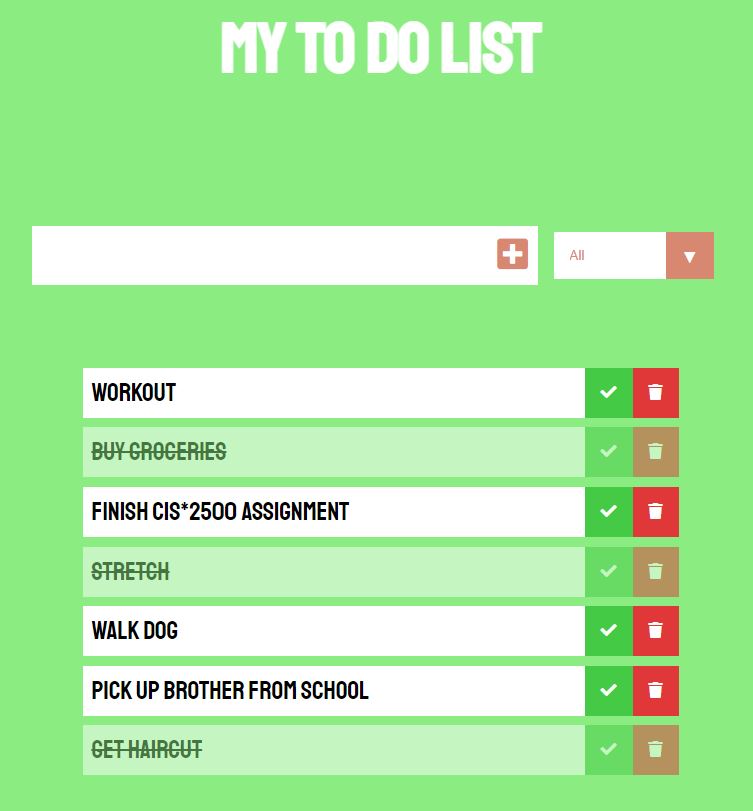 MY TO DO LIST
All
WORKOUT
BUY GROCERIES
FINISH CIS*2500 ASSIGNMENT
STRETCH
WALK DOG
PICK UP BROTHER FROM SCHOOL
GET HAIRCUT